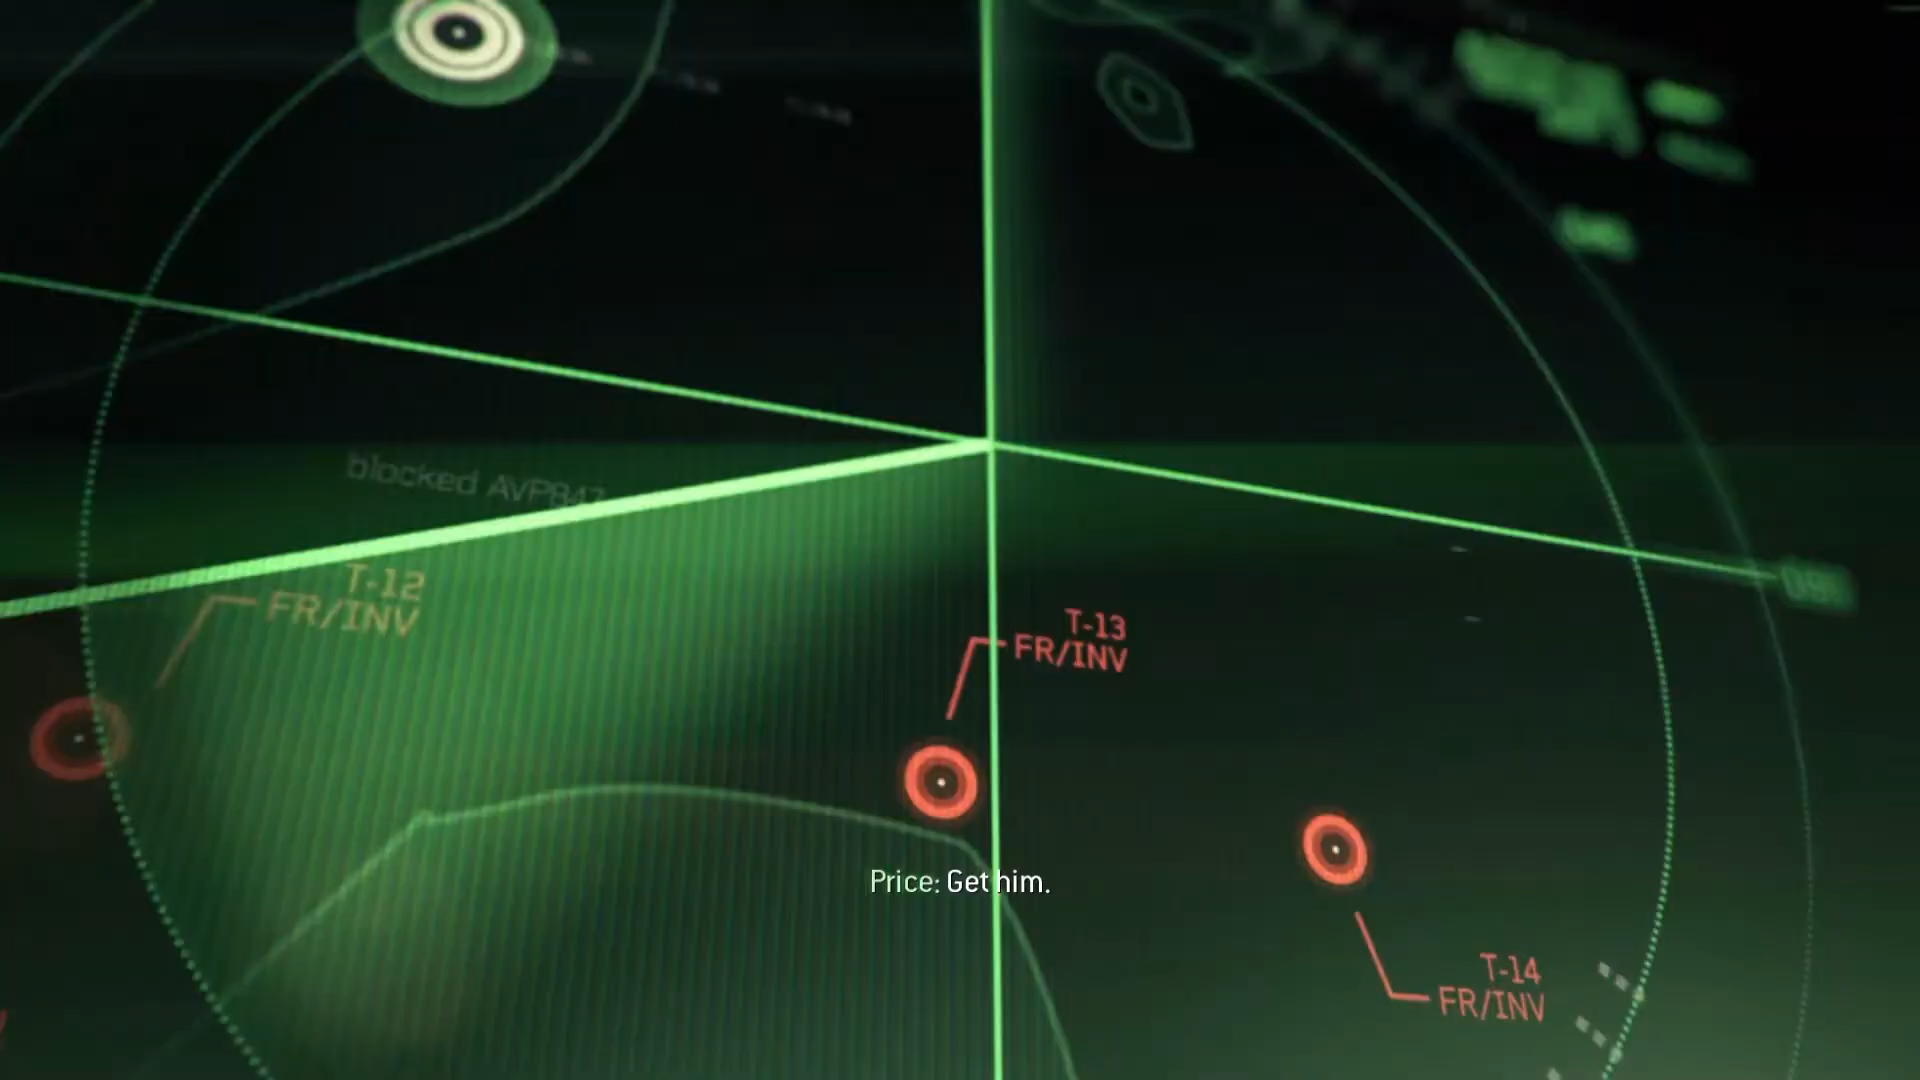 blocked AVP847
T-12
FR/INV
T-13
FR/INV
Price: Get him.
T-14
FR/INV